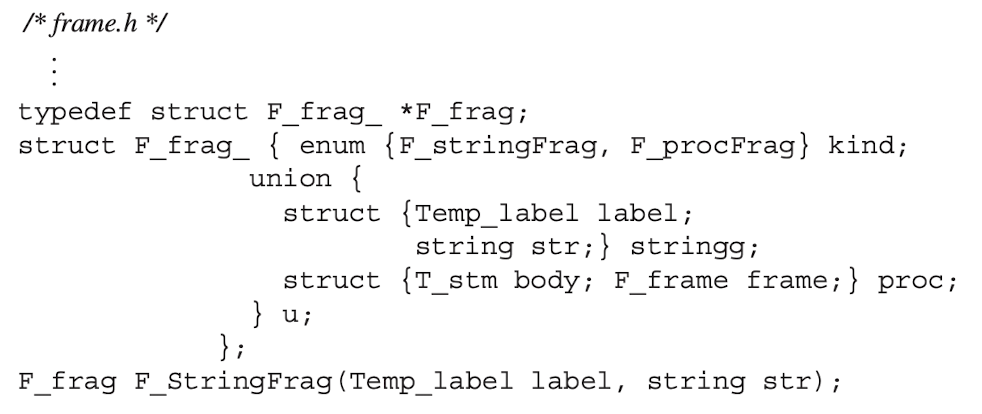 /* frame.h */
⋮
typedef struct F_frag_ *F_frag;
struct F_frag_ { enum {F_stringFrag, F_procFrag} kind;
union {
struct {Temp_label label;
string str;} stringg;
struct {T_stm body; F_frame frame;} proc;
} u;
};
F_frag F_StringFrag(Temp_label label, string str);